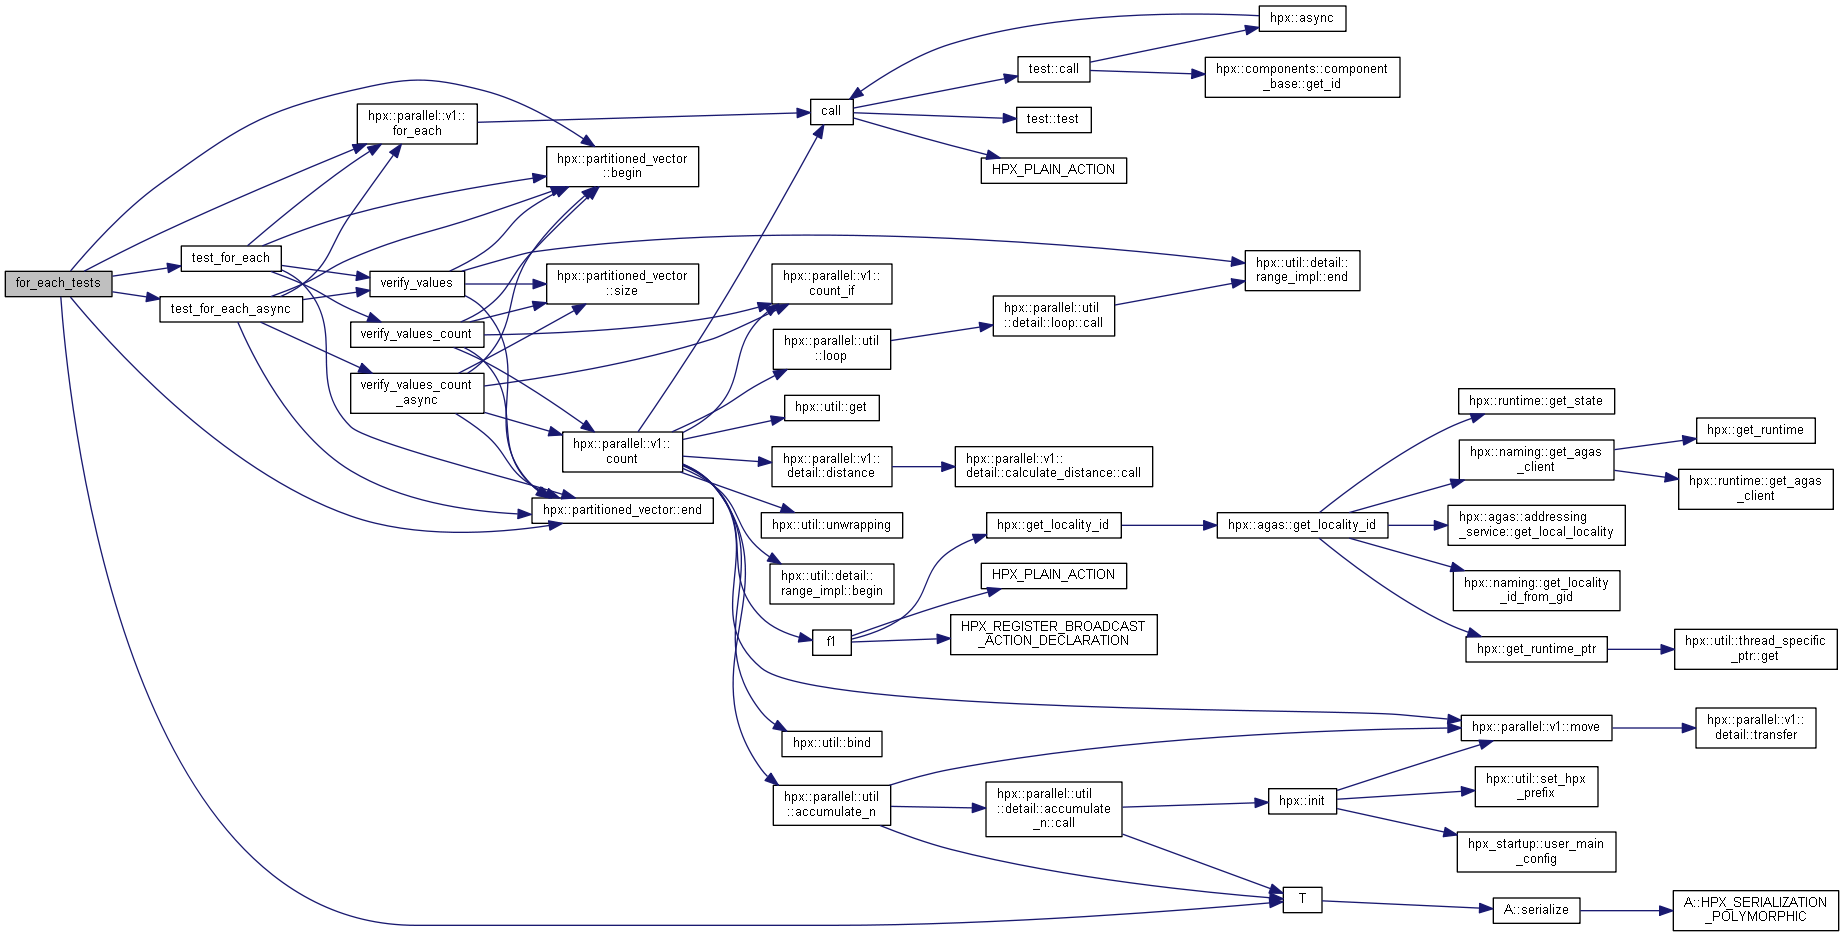 for_each_tests
hpx::parallel::v1::
for_each
test_for_each
test_for_each_async
hpx::partitioned_vector
::begin
verify_values
hpx::partitioned_vector
::size
verify_values_count
verify_values_count
_async
hpx::parallel::v1::
count
hpx::partitioned_vector::end
call
hpx::parallel::v1::
count_if
hpx::parallel::util
::loop
hpx::util::get
hpx::parallel::v1::
detail::distance
hpx::util::unwrapping
hpx::util::detail::
range_impl::begin
f1
hpx::util::bind
hpx::parallel::util
::accumulate_n
test::call
test::test
HPX_PLAIN_ACTION
hpx::async
hpx::components::component
_base::get_id
hpx::util::detail::
range_impl::end
hpx::parallel::util
::detail::loop::call
hpx::parallel::v1::
detail::calculate_distance::call
hpx::get_locality_id
HPX_PLAIN_ACTION
HPX_REGISTER_BROADCAST
_ACTION_DECLARATION
hpx::parallel::util
::detail::accumulate
_n::call
hpx::agas::get_locality_id
hpx::init
T
hpx::runtime::get_state
hpx::naming::get_agas
_client
hpx::agas::addressing
_service::get_local_locality
hpx::naming::get_locality
_id_from_gid
hpx::get_runtime_ptr
hpx::parallel::v1::move
hpx::util::set_hpx
_prefix
hpx_startup::user_main
_config
A::serialize
hpx::get_runtime
hpx::runtime::get_agas
_client
hpx::util::thread_specific
_ptr::get
hpx::parallel::v1::
detail::transfer
A::HPX_SERIALIZATION
_POLYMORPHIC